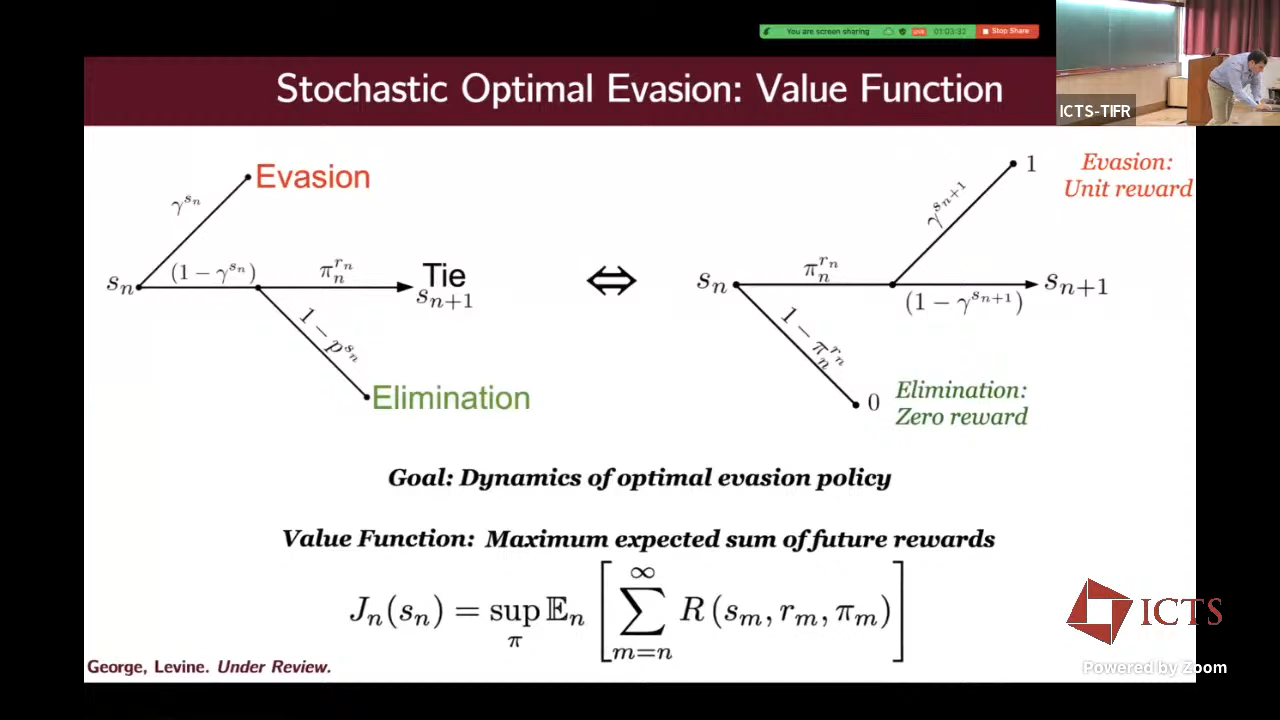 You are screen sharing LIVE 01:03:32 Stop Share
Stochastic Optimal Evasion: Value Function
ICTS-TIFR
Evasion
γ^{s_n}
s_n
(1 − γ^{s_n})
π_n^{r_n}
Tie
s_{n+1}
1 − p^{s_n}
Elimination
⇔
1
Evasion:
Unit reward
γ^{s_{n+1}}
s_n
π_n^{r_n}
s_{n+1}
(1 − γ^{s_{n+1}})
1 − π_n^{r_n}
0
Elimination:
Zero reward
Goal: Dynamics of optimal evasion policy
Value Function: Maximum expected sum of future rewards
J_n(s_n) = sup_π 𝔼_n [ ∑_{m=n}^{∞} R (s_m, r_m, π_m) ]
ICTS
George, Levine. Under Review.
Powered by Zoom